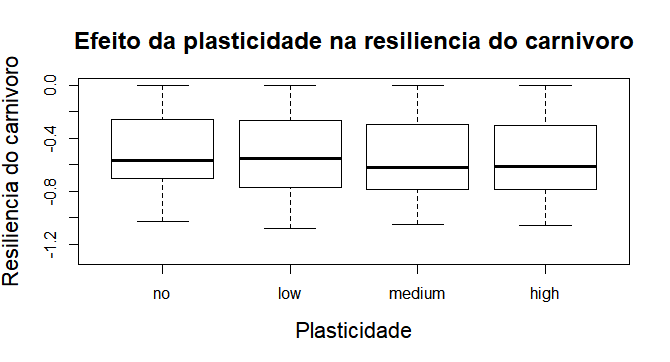 Efeito da plasticidade na resiliencia do carnivoro
Resiliencia do carnivoro
0.0
-0.4
-0.8
-1.2
no low medium high
Plasticidade